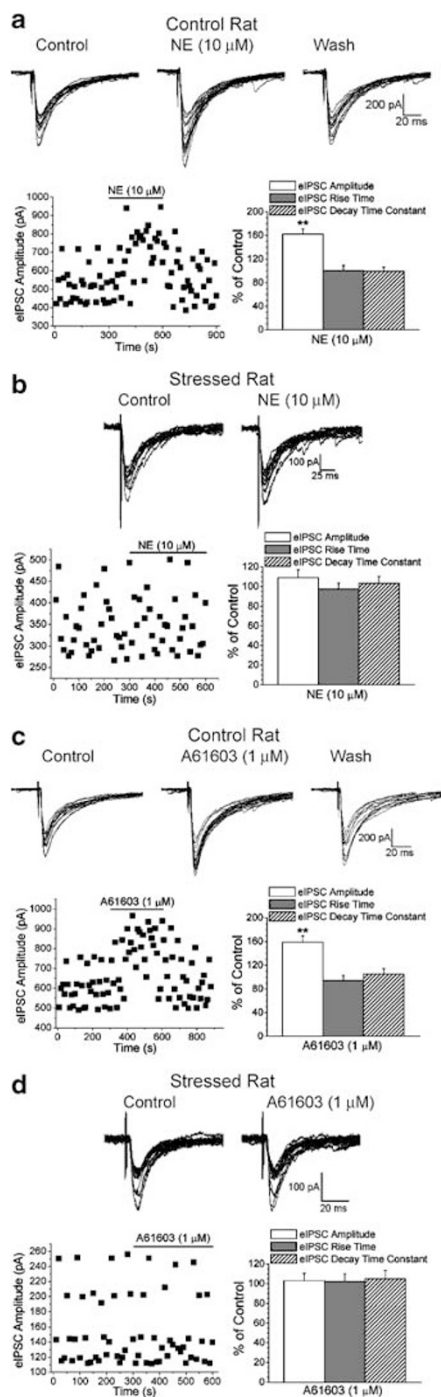 a
Control Rat
Control NE (10 μM) Wash
200 pA
20 ms
NE (10 μM)
1000
900
800
700
600
500
400
300
eIPSC Amplitude (pA)
0 300 600 900
Time (s)
eIPSC Amplitude
eIPSC Rise Time
eIPSC Decay Time Constant
**
160
120
80
40
0
% of Control
NE (10 μM)
b
Stressed Rat
Control NE (10 μM)
100 pA
25 ms
NE (10 μM)
500
450
400
350
300
250
eIPSC Amplitude (pA)
0 100 200 300 400 500 600
Time (s)
eIPSC Amplitude
eIPSC Rise Time
eIPSC Decay Time Constant
120
100
80
60
40
20
0
% of Control
NE (10 μM)
c
Control Rat
Control A61603 (1 μM) Wash
200 pA
20 ms
A61603 (1 μM)
1000
900
800
700
600
500
400
eIPSC Amplitude (pA)
0 200 400 600 800
Time (s)
eIPSC Amplitude
eIPSC Rise Time
eIPSC Decay Time Constant
**
160
120
80
40
0
% of Control
A61603 (1 μM)
d
Stressed Rat
Control A61603 (1 μM)
100 pA
20 ms
A61603 (1 μM)
260
240
220
200
180
160
140
120
100
eIPSC Amplitude (pA)
0 100 200 300 400 500 600
Time (s)
eIPSC Amplitude
eIPSC Rise Time
eIPSC Decay Time Constant
120
100
80
60
40
20
0
% of Control
A61603 (1 μM)